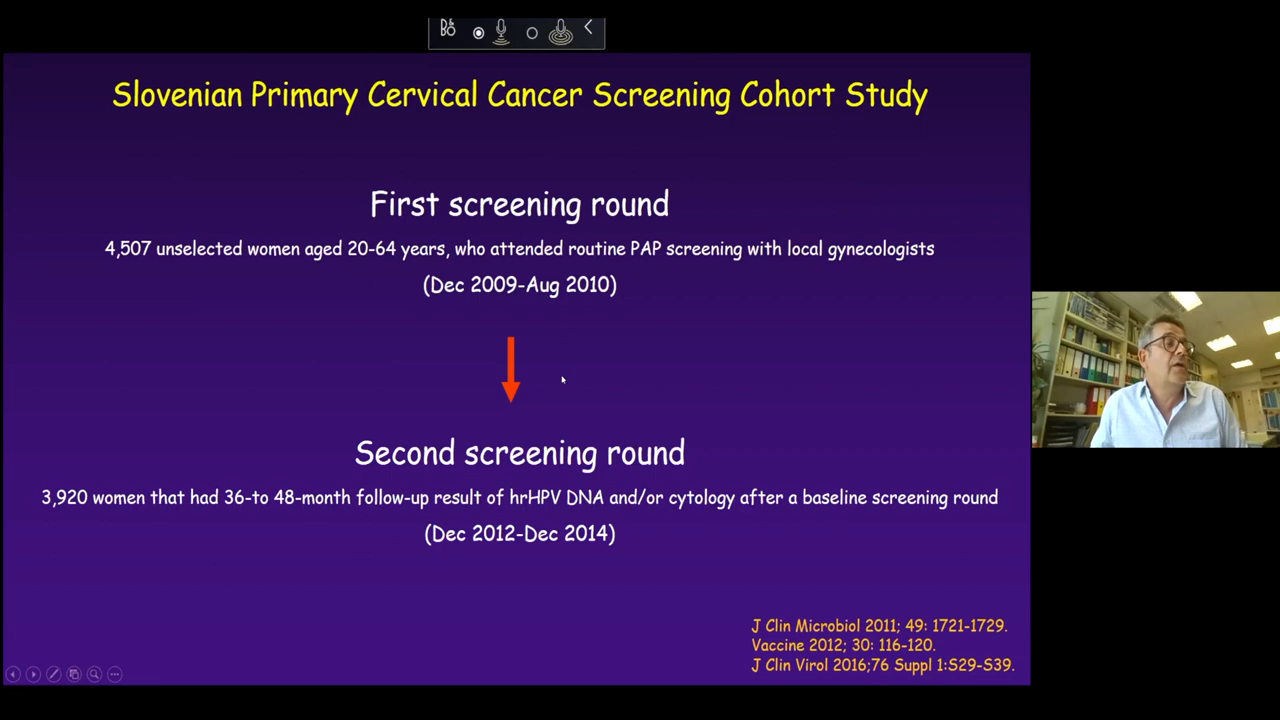 B&
BO
Slovenian Primary Cervical Cancer Screening Cohort Study
First screening round
4,507 unselected women aged 20-64 years, who attended routine PAP screening with local gynecologists
(Dec 2009-Aug 2010)
Second screening round
3,920 women that had 36-to 48-month follow-up result of hrHPV DNA and/or cytology after a baseline screening round
(Dec 2012-Dec 2014)
J Clin Microbiol 2011; 49: 1721-1729.
Vaccine 2012; 30: 116-120.
J Clin Virol 2016;76 Suppl 1:S29-S39.